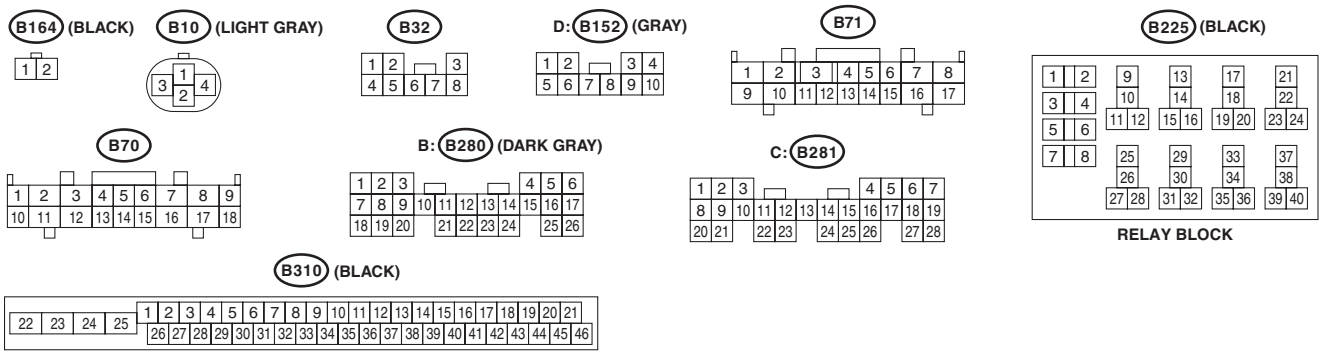 B164 (BLACK)
1 2
B10 (LIGHT GRAY)
1
3 4
2
B32
1 2 3
4 5 6 7 8
D: B152 (GRAY)
1 2 3 4
5 6 7 8 9 10
B71
1 2 3 4 5 6 7 8
9 10 11 12 13 14 15 16 17
B225 (BLACK)
1 2
3 4
5 6
7 8
9
10
11 12
13
14
15 16
17
18
19 20
21
22
23 24
25
26
27 28
29
30
31 32
33
34
35 36
37
38
39 40
RELAY BLOCK
B70
1 2 3 4 5 6 7 8 9
10 11 12 13 14 15 16 17 18
B: B280 (DARK GRAY)
1 2 3 4 5 6
7 8 9 10 11 12 13 14 15 16 17
18 19 20 21 22 23 24 25 26
C: B281
1 2 3 4 5 6 7
8 9 10 11 12 13 14 15 16 17 18 19
20 21 22 23 24 25 26 27 28
B310 (BLACK)
22 23 24 25
1 2 3 4 5 6 7 8 9 10 11 12 13 14 15 16 17 18 19 20 21
26 27 28 29 30 31 32 33 34 35 36 37 38 39 40 41 42 43 44 45 46